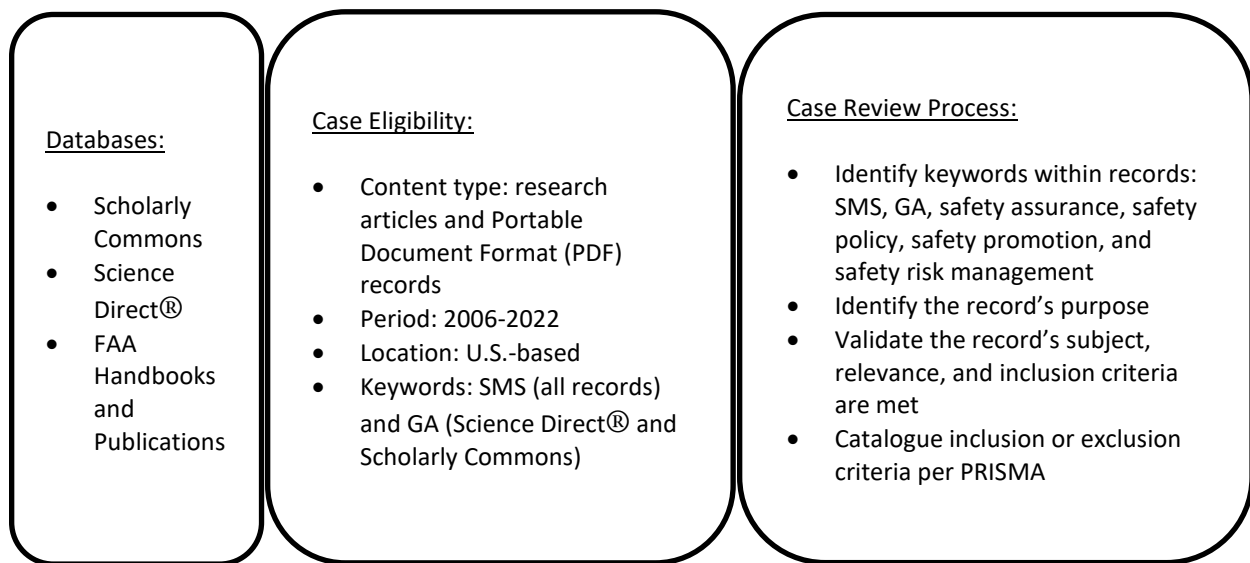 Databases:
• Scholarly
Commons
• Science
Direct®
• FAA
Handbooks
and
Publications
Case Eligibility:
• Content type: research
articles and Portable
Document Format (PDF)
records
• Period: 2006-2022
• Location: U.S.-based
• Keywords: SMS (all records)
and GA (Science Direct® and
Scholarly Commons)
Case Review Process:
• Identify keywords within records:
SMS, GA, safety assurance, safety
policy, safety promotion, and
safety risk management
• Identify the record’s purpose
• Validate the record’s subject,
relevance, and inclusion criteria
are met
• Catalogue inclusion or exclusion
criteria per PRISMA